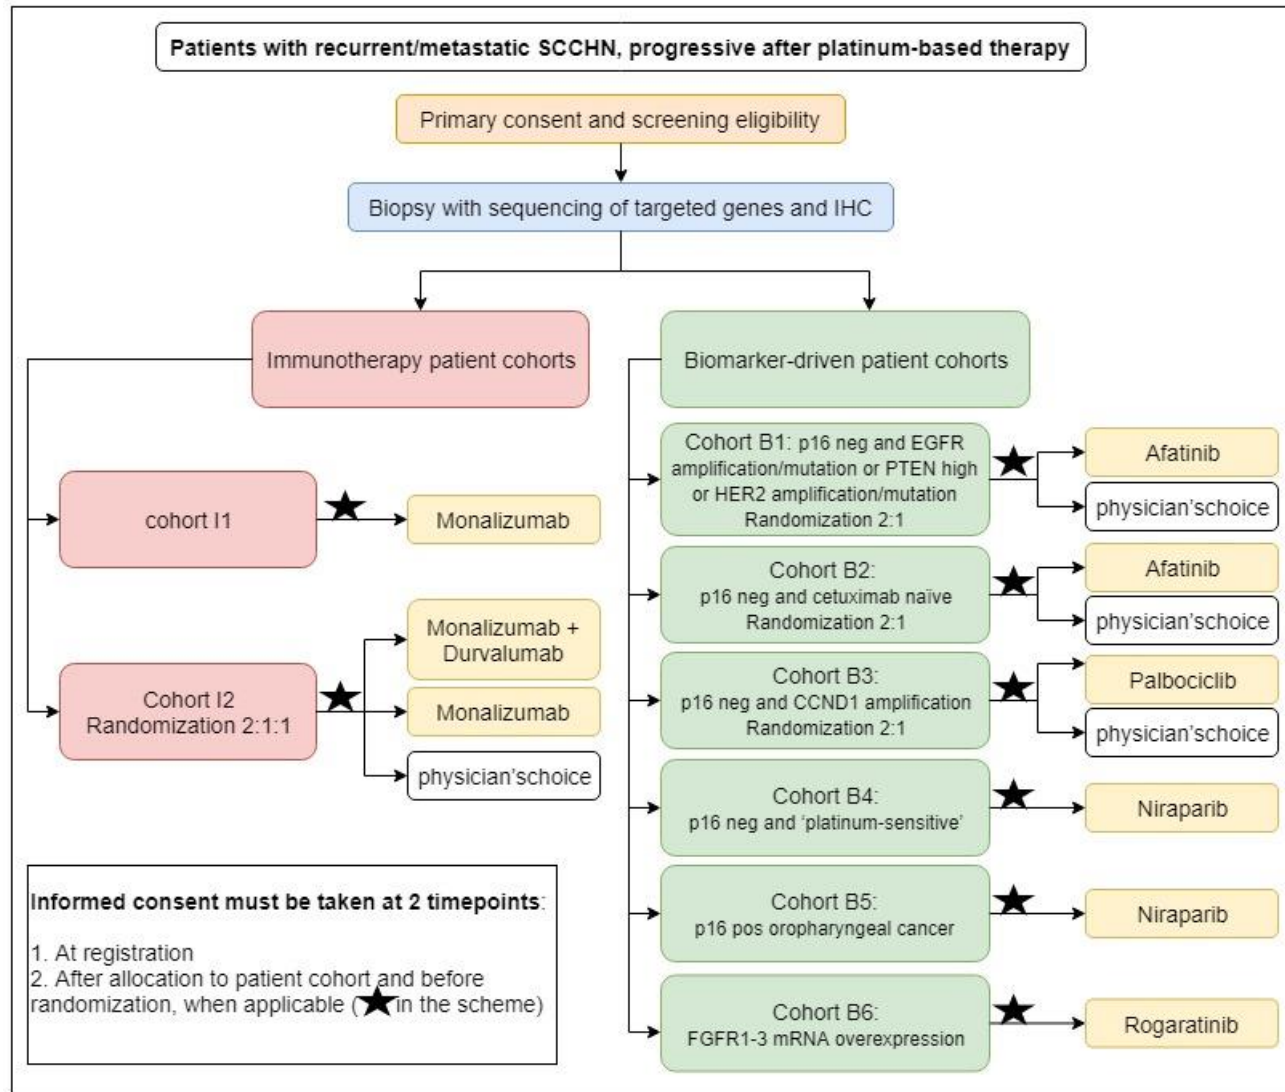 Patients with recurrent/metastatic SCCHN, progressive after platinum-based therapy
Primary consent and screening eligibility
Biopsy with sequencing of targeted genes and IHC
Immunotherapy patient cohorts
cohort I1
Monalizumab
Cohort I2
Randomization 2:1:1
Monalizumab +
Durvalumab
Monalizumab
physician'schoice
Biomarker-driven patient cohorts
Cohort B1: p16 neg and EGFR
amplification/mutation or PTEN high
or HER2 amplification/mutation
Randomization 2:1
Afatinib
physician'schoice
Cohort B2:
p16 neg and cetuximab naïve
Randomization 2:1
Afatinib
physician'schoice
Cohort B3:
p16 neg and CCND1 amplification
Randomization 2:1
Palbociclib
physician'schoice
Cohort B4:
p16 neg and ‘platinum-sensitive’
Niraparib
Cohort B5:
p16 pos oropharyngeal cancer
Niraparib
Cohort B6:
FGFR1-3 mRNA overexpression
Rogaratinib
Informed consent must be taken at 2 timepoints:
1. At registration
2. After allocation to patient cohort and before
randomization, when applicable (★in the scheme)